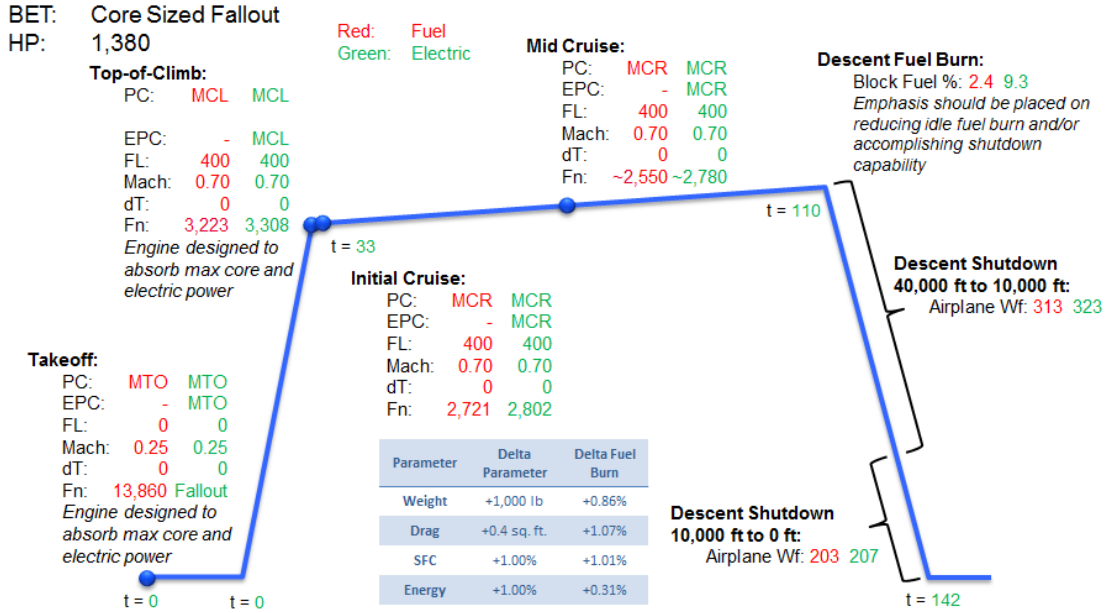 BET: Core Sized Fallout
HP: 1,380
Red: Fuel
Green: Electric
Top-of-Climb:
PC: MCL MCL
EPC: - MCL
FL: 400 400
Mach: 0.70 0.70
dT: 0 0
Fn: 3,223 3,308
Engine designed to
absorb max core and
electric power
Mid Cruise:
PC: MCR MCR
EPC: - MCR
FL: 400 400
Mach: 0.70 0.70
dT: 0 0
Fn: ~2,550 ~2,780
Descent Fuel Burn:
Block Fuel %: 2.4 9.3
Emphasis should be placed on
reducing idle fuel burn and/or
accomplishing shutdown
capability
t = 33
t = 110
Initial Cruise:
PC: MCR MCR
EPC: - MCR
FL: 400 400
Mach: 0.70 0.70
dT: 0 0
Fn: 2,721 2,802
Descent Shutdown
40,000 ft to 10,000 ft:
Airplane Wf: 313 323
Takeoff:
PC: MTO MTO
EPC: - MTO
FL: 0 0
Mach: 0.25 0.25
dT: 0 0
Fn: 13,860 Fallout
Engine designed to
absorb max core and
electric power
Parameter Delta Parameter Delta Fuel Burn
Weight +1,000 lb +0.86%
Drag +0.4 sq. ft. +1.07%
SFC +1.00% +1.01%
Energy +1.00% +0.31%
Descent Shutdown
10,000 ft to 0 ft:
Airplane Wf: 203 207
t = 0
t = 0
t = 142